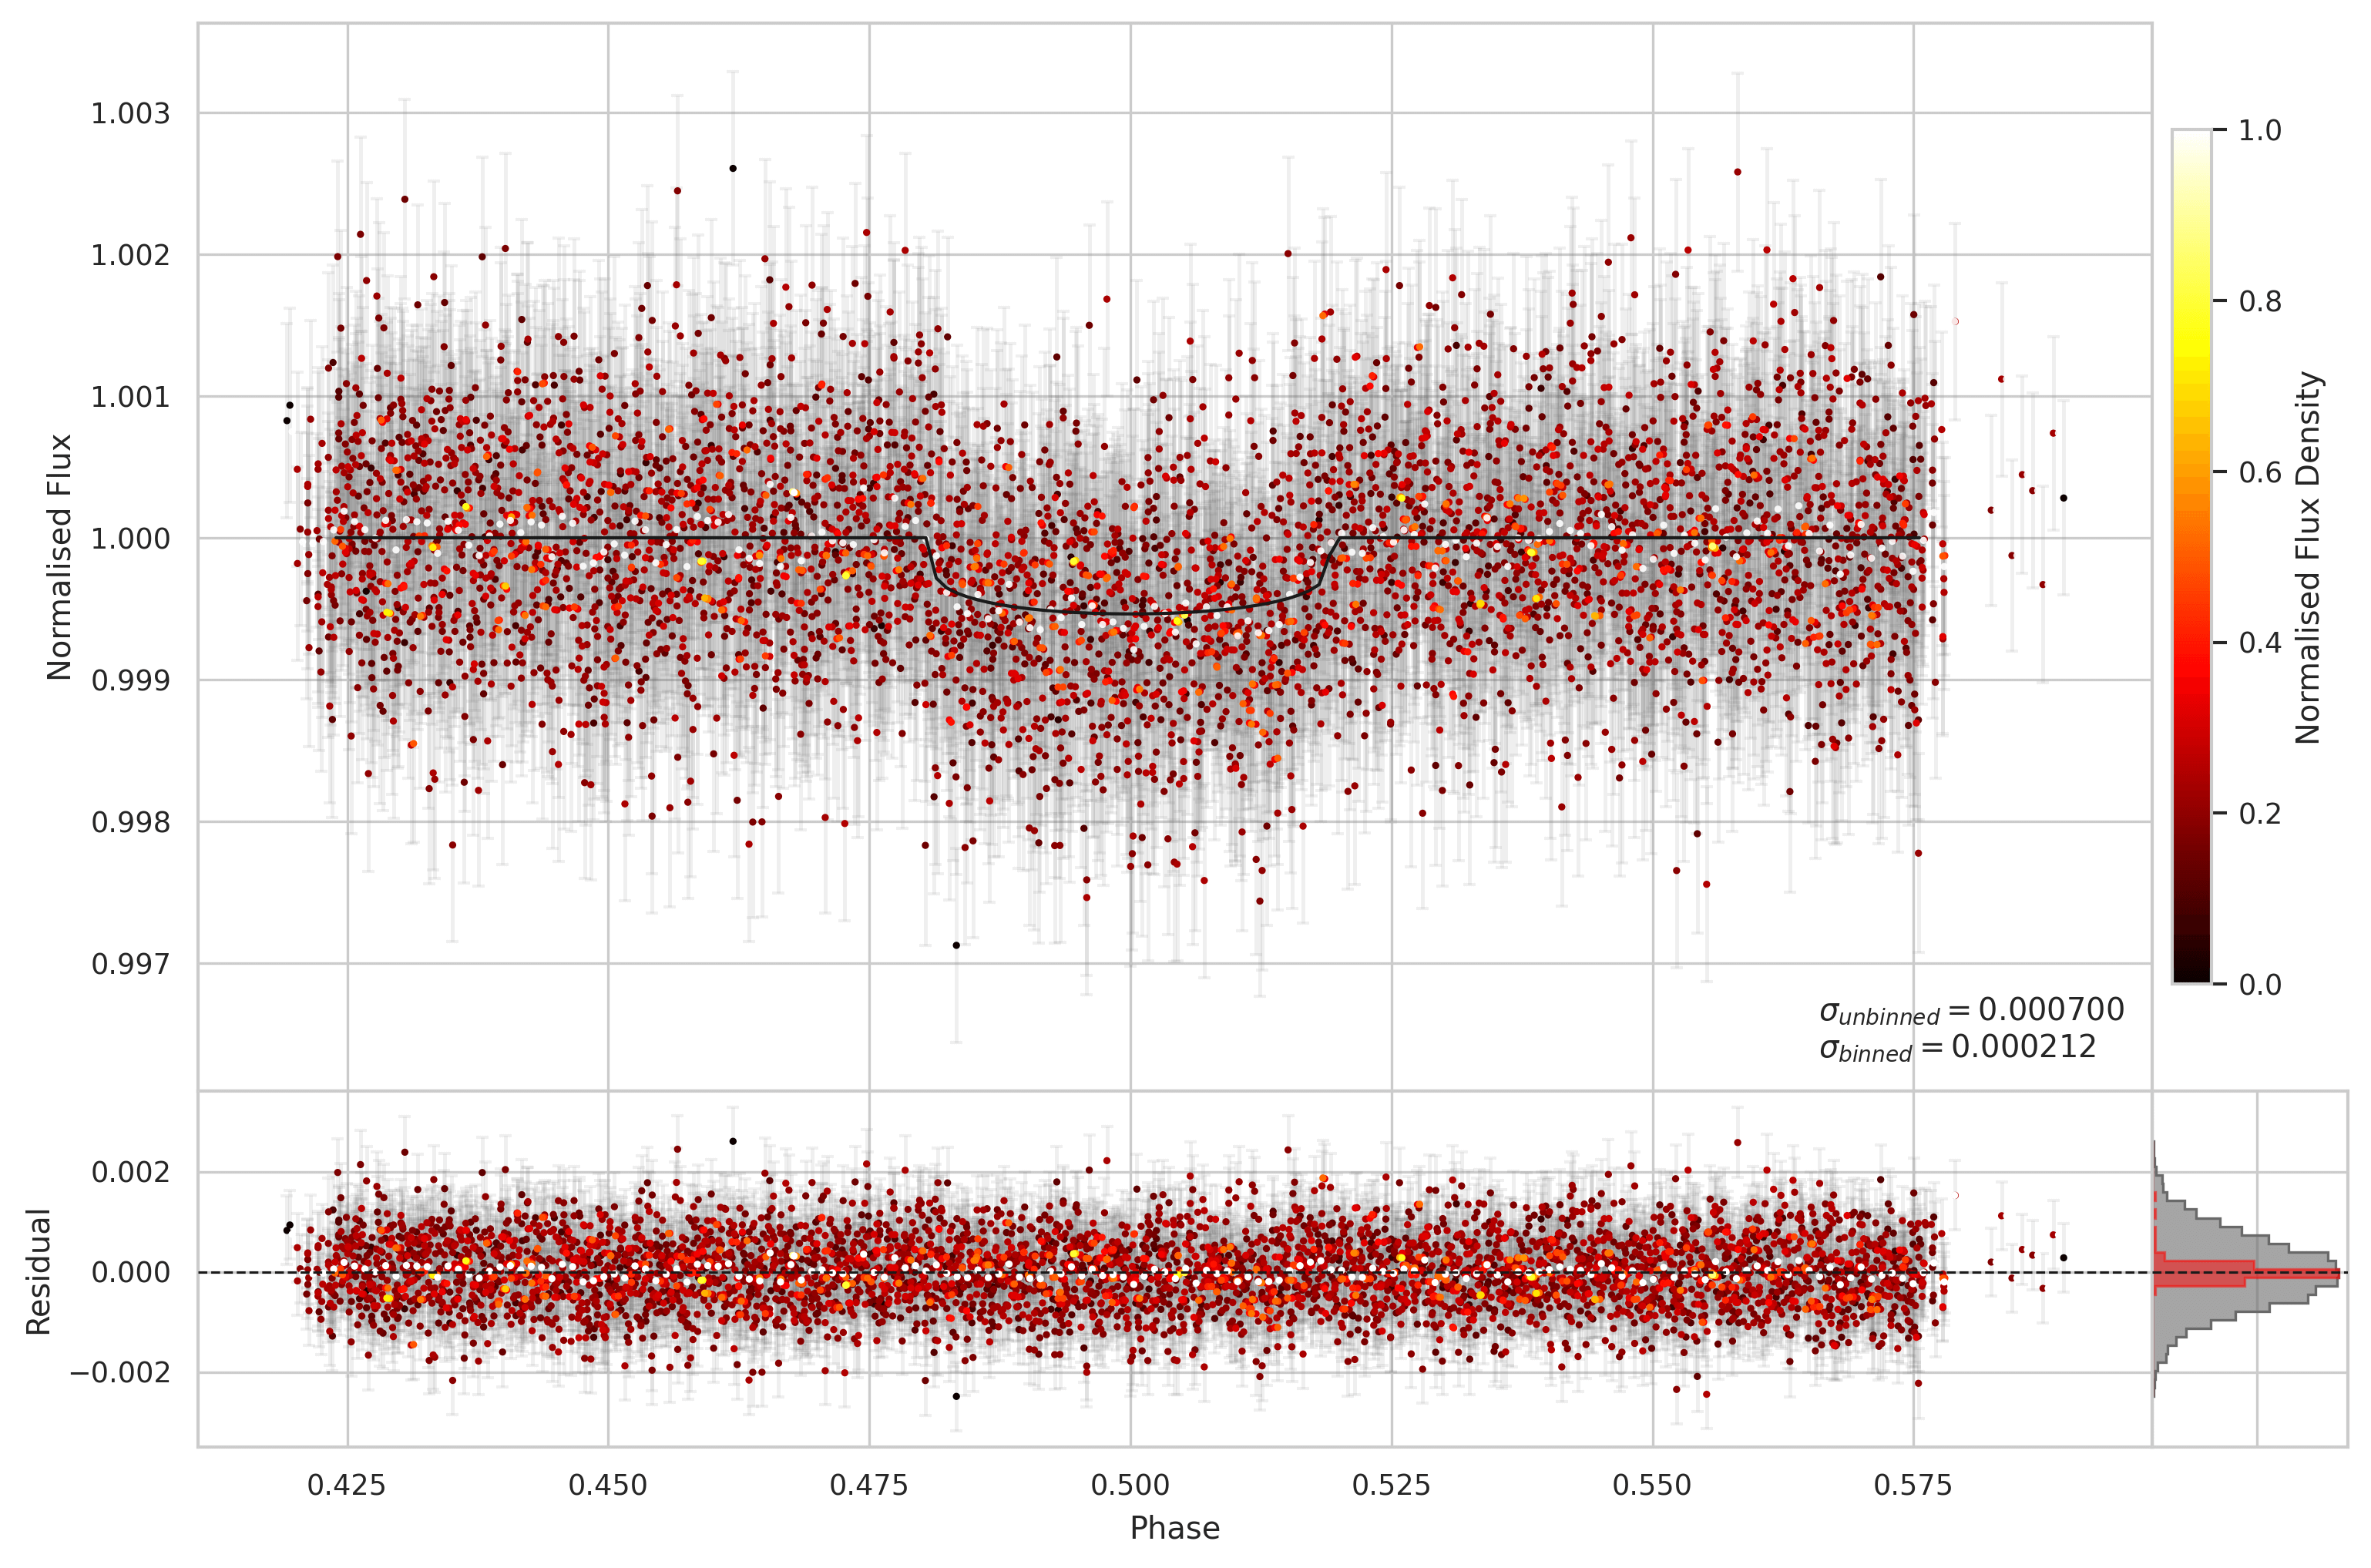 1.003
1.002
1.001
1.000
0.999
0.998
0.997
Normalised Flux
σunbinned = 0.000700
σbinned = 0.000212
1.0
0.8
0.6
0.4
0.2
0.0
Normalised Flux Density
0.002
0.000
−0.002
Residual
0.425 0.450 0.475 0.500 0.525 0.550 0.575
Phase